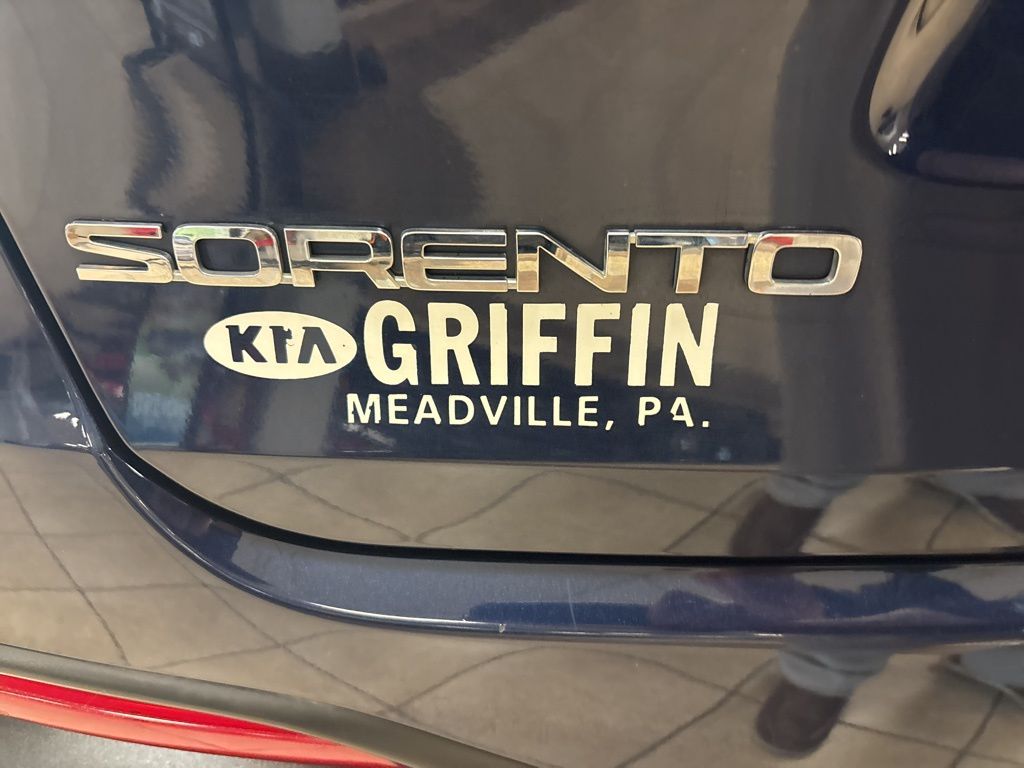 SORENTO
KIA GRIFFIN
MEADVILLE, PA.